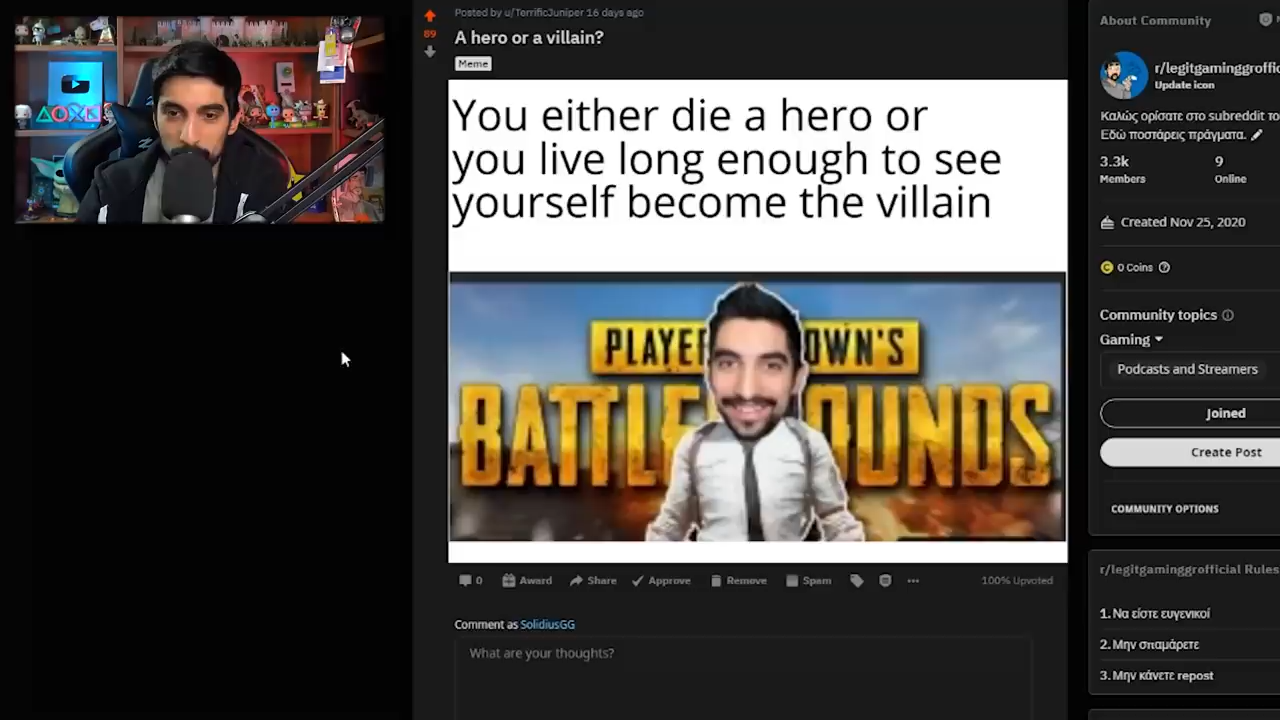 Posted by u/TerrificJuniper 16 days ago
89
A hero or a villain?
Meme
You either die a hero or
you live long enough to see
yourself become the villain
PLAYER OWN'S
BATTLE OUNDS
0 Award Share Approve Remove Spam
100% Upvoted
Comment as SolidiusGG
What are your thoughts?
About Community
r/legitgaminggroffici
Update icon
Καλώς ορίσατε στο subreddit το
Εδώ ποστάρεις πράγματα.
3.3k 9
Members Online
Created Nov 25, 2020
0 Coins
Community topics
Gaming
Podcasts and Streamers
Joined
Create Post
COMMUNITY OPTIONS
r/legitgaminggrofficial Rules
1. Να είστε ευγενικοί
2. Μην σπαμάρετε
3. Μην κάνετε repost